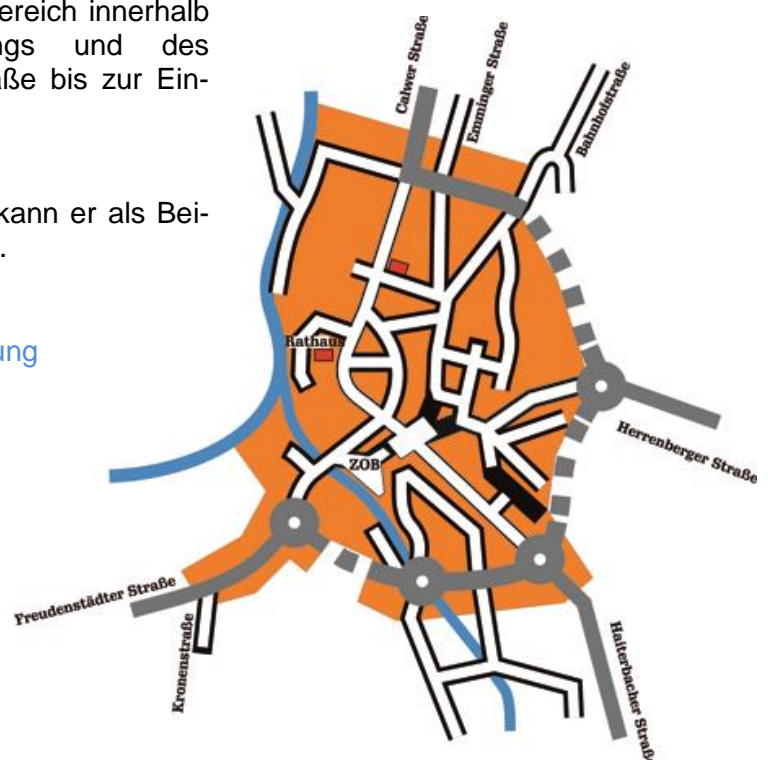 ereich innerhalb
ngs und des
aße bis zur Ein-
kann er als Bei-
.
ung
Calwer Straße
Emminger Straße
Bahnhofstraße
Rathaus
Herrenberger Straße
ZOB
Freudenstädter Straße
Kronenstraße
Haiterbacher Straße